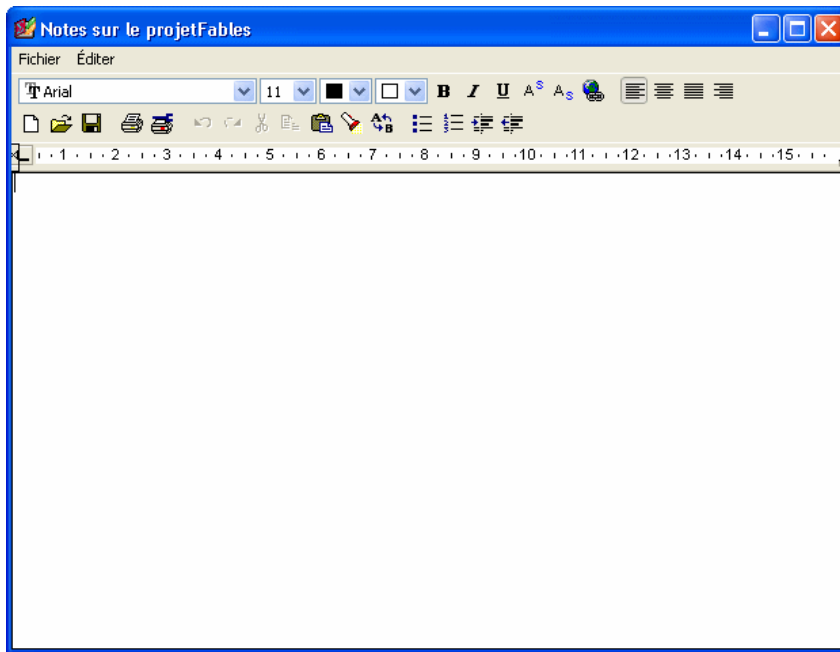 Notes sur le projetFables
Fichier Éditer
Arial 11 B I U A S A S
A B
1 2 3 4 5 6 7 8 9 10 11 12 13 14 15